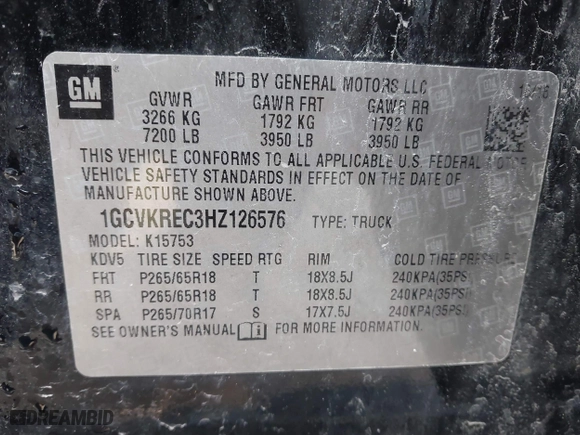 GM
MFD BY GENERAL MOTORS LLC
GVWR GAWR FRT GAWR RR
3266 KG 1792 KG 1792 KG
7200 LB 3950 LB 3950 LB
THIS VEHICLE CONFORMS TO ALL APPLICABLE U.S. FEDERAL MOTOR
VEHICLE SAFETY STANDARDS IN EFFECT ON THE DATE OF
MANUFACTURE SHOWN ABOVE.
1GCVKREC3HZ126576 TYPE: TRUCK
MODEL: K15753
KDV5 TIRE SIZE SPEED RTG RIM COLD TIRE PRESSURE
FHT P265/65R18 T 18X8.5J 240KPA(35PSI)
RR P265/65R18 T 18X8.5J 240KPA(35PSI)
SPA P265/70R17 S 17X7.5J 240KPA(35PSI)
SEE OWNER'S MANUAL FOR MORE INFORMATION.
DREAMBID